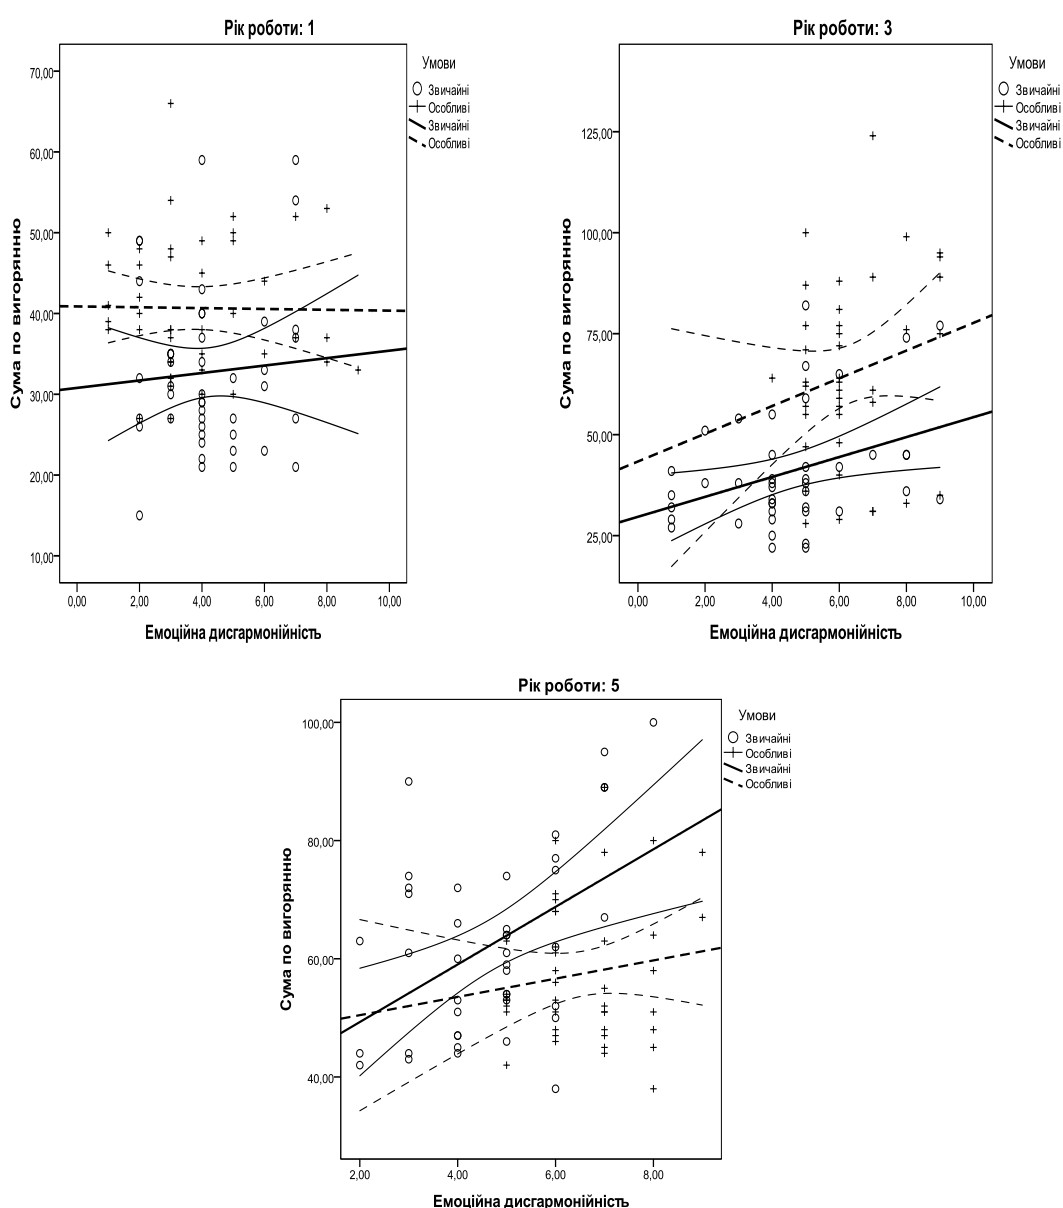 Рік роботи: 1
Умови
Звичайні
Особливі
Звичайні
Особливі
70,00
60,00
50,00
40,00
30,00
20,00
10,00
Сума по вигорянню
0,00 2,00 4,00 6,00 8,00 10,00
Емоційна дисгармонійність
Рік роботи: 3
Умови
Звичайні
Особливі
Звичайні
Особливі
125,00
100,00
75,00
50,00
25,00
Сума по вигорянню
0,00 2,00 4,00 6,00 8,00 10,00
Емоційна дисгармонійність
Рік роботи: 5
Умови
Звичайні
Особливі
Звичайні
Особливі
100,00
80,00
60,00
40,00
Сума по вигорянню
2,00 4,00 6,00 8,00
Емоційна дисгармонійність